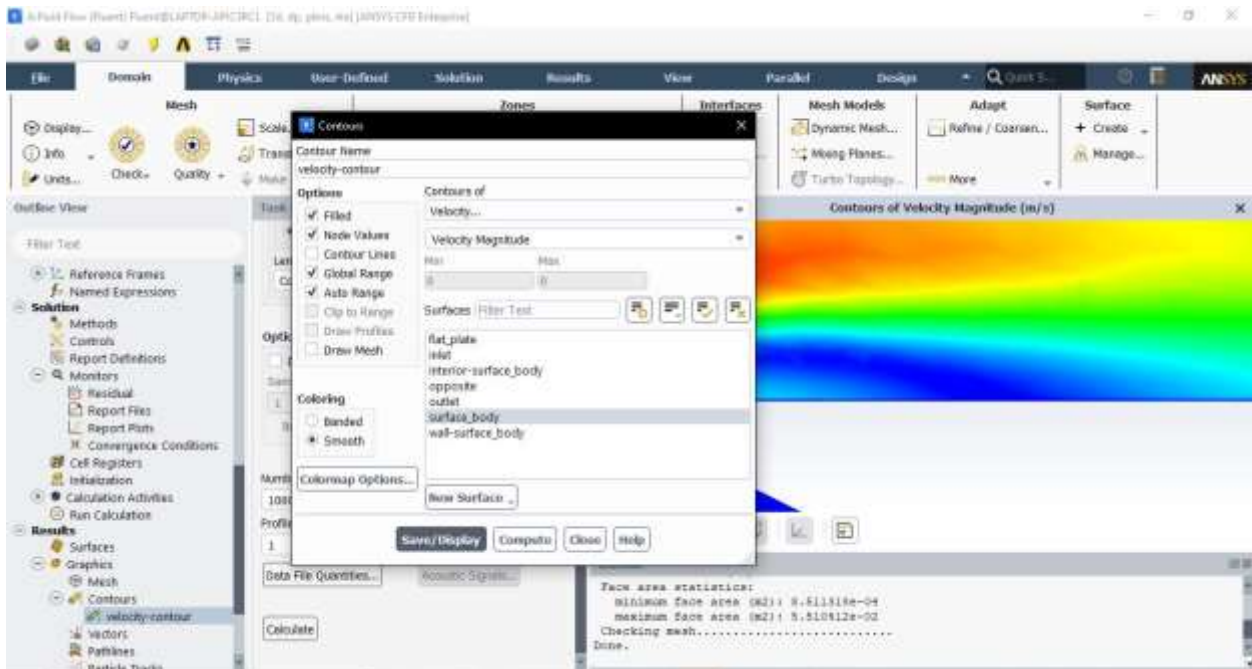 File Domain Physics User-Defined Solution Results View Parallel Design
ANSYS
Mesh Zones Interfaces Mesh Models Adapt Surface
Display...
Info
Units...
Check
Quality
Scale
Dynamic Mesh...
Mixing Planes...
Turbo Topology...
Refine / Coarsen...
More
+ Create
Manage...
Outline View
Filter Text
Reference Frames
Named Expressions
Solution
Methods
Controls
Report Definitions
Monitors
Residual
Report Files
Report Plots
Convergence Conditions
Cell Registers
Initialization
Calculation Activities
Run Calculation
Results
Surfaces
Graphics
Mesh
Contours
velocity-contour
Vectors
Pathlines
Particle Tracks
Contours
Contour Name
velocity-contour
Options
Filled
Node Values
Contour Lines
Global Range
Auto Range
Clip to Range
Draw Profiles
Draw Mesh
Coloring
Banded
Smooth
Colormap Options...
Contours of
Velocity...
Velocity Magnitude
Min Max
0 0
Surfaces Filter Text
flat_plate
inlet
interior-surface_body
opposite
outlet
surface_body
wall-surface_body
New Surface
Save/Display Compute Close Help
Data File Quantities... Acoustic Signals...
Calculate
Contours of Velocity Magnitude (m/s)
Face area statistics:
minimum face area (m2):
maximum face area (m2):
Checking mesh...........................
Done.